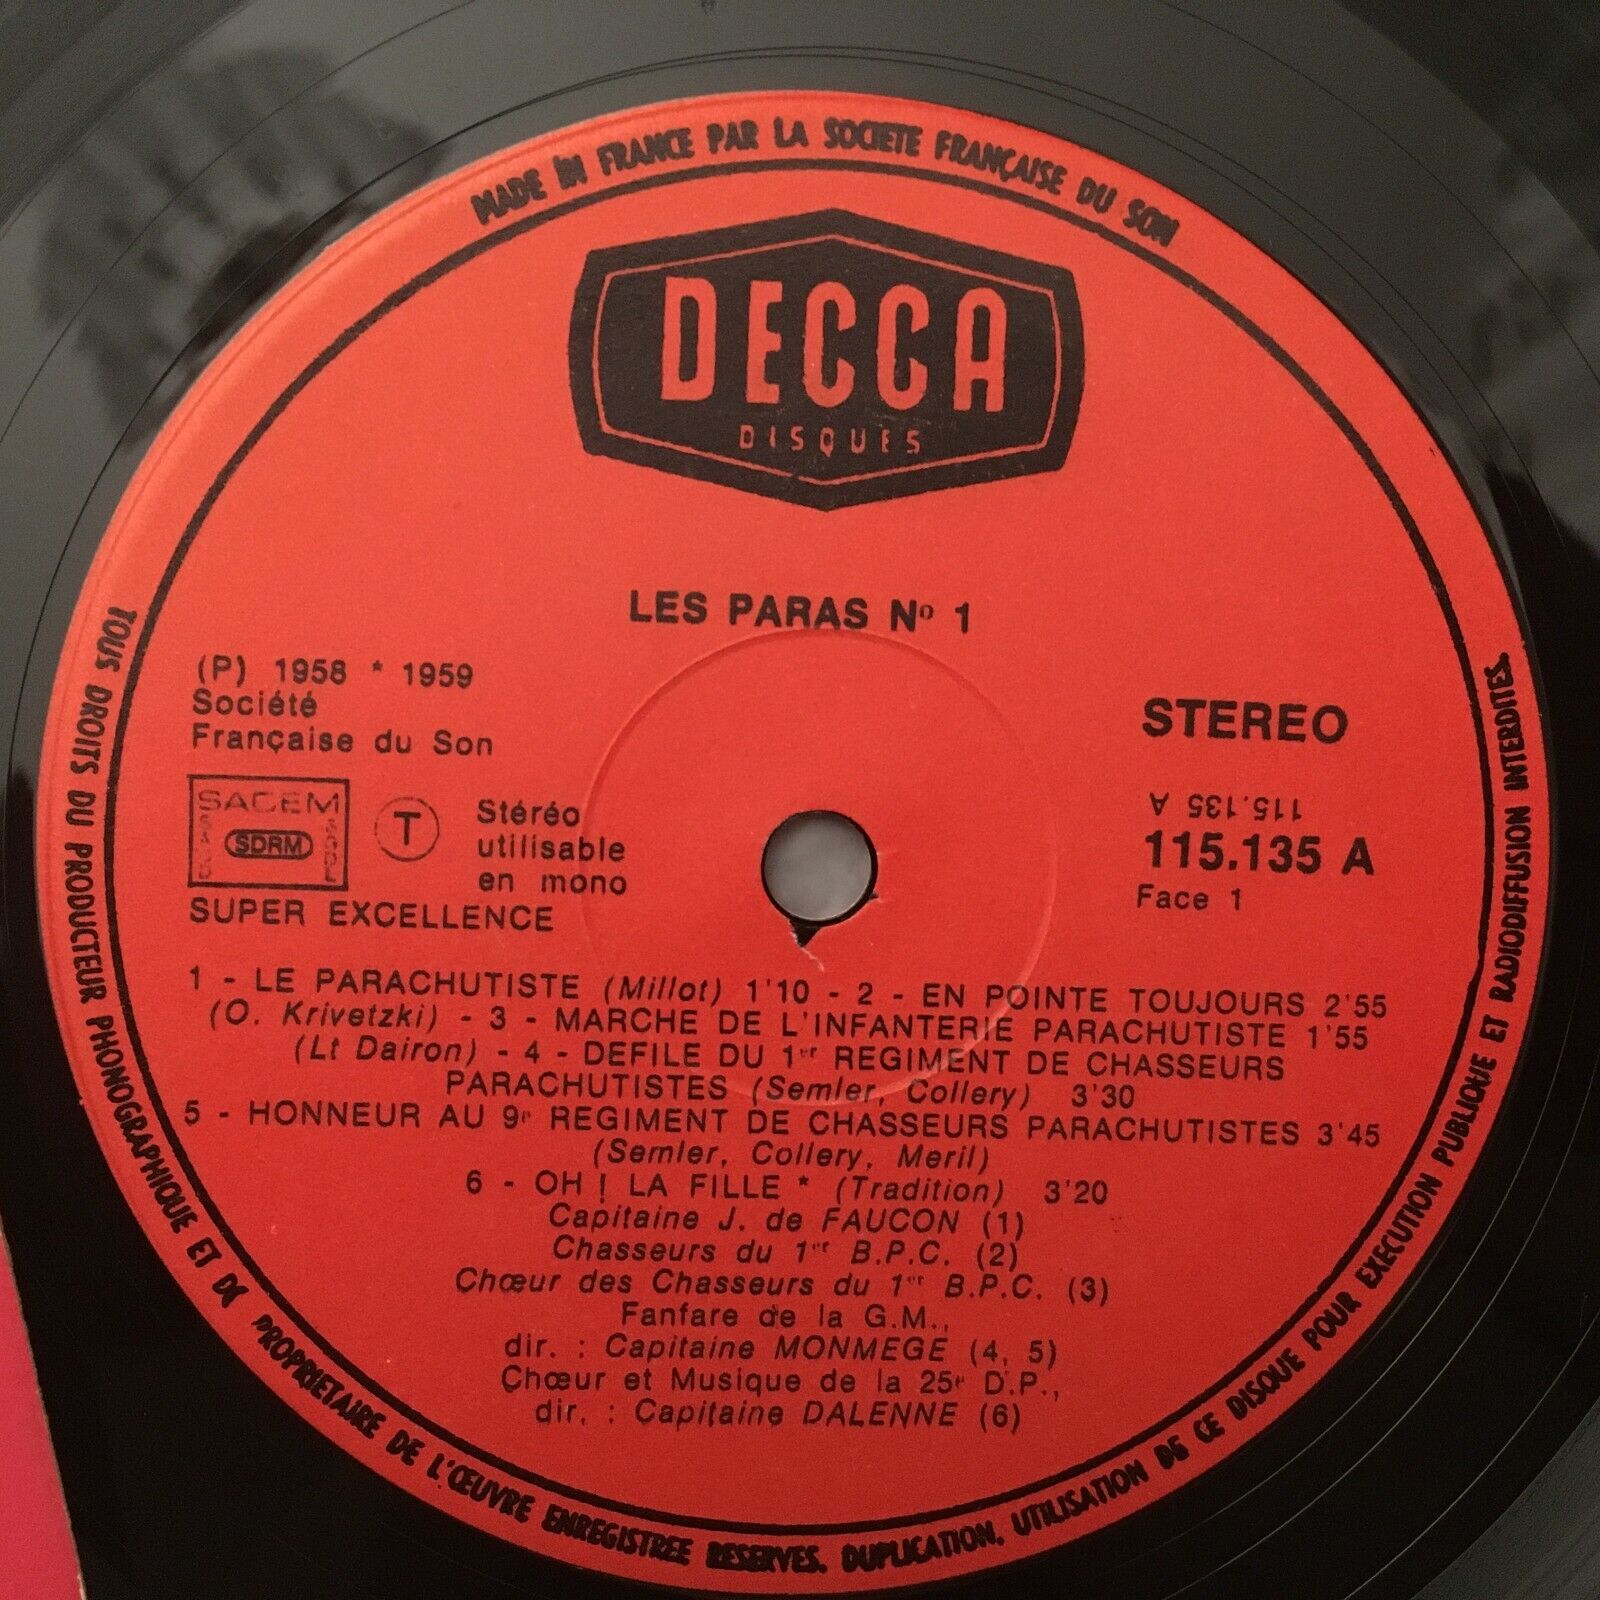 MADE IN FRANCE PAR LA SOCIETE FRANÇAISE DU SON
DECCA
DISQUES
LES PARAS Nº 1
(P) 1958 * 1959
Société
Française du Son
STEREO
SACEM
SDRM
T
Stéréo
utilisable
en mono
115.135 A
115.135 A
Face 1
SUPER EXCELLENCE
1 - LE PARACHUTISTE (Millot) 1'10 - 2 - EN POINTE TOUJOURS 2'55
(O. Krivetzki) - 3 - MARCHE DE L'INFANTERIE PARACHUTISTE 1'55
(Lt Dairon) - 4 - DEFILE DU 1er REGIMENT DE CHASSEURS
PARACHUTISTES (Semler, Collery) 3'30
5 - HONNEUR AU 9e REGIMENT DE CHASSEURS PARACHUTISTES 3'45
(Semler, Collery, Meril)
6 - OH ! LA FILLE * (Tradition) 3'20
Capitaine J. de FAUCON (1)
Chasseurs du 1er B.P.C. (2)
Chœur des Chasseurs du 1er B.P.C. (3)
Fanfare de la G.M.,
dir. : Capitaine MONMEGE (4, 5)
Chœur et Musique de la 25e D.P.,
dir. : Capitaine DALENNE (6)
TOUS DROITS DU PRODUCTEUR PHONOGRAPHIQUE ET DU PROPRIETAIRE DE L'ŒUVRE ENREGISTREE RESERVES. DUPLICATION, UTILISATION DE CE DISQUE POUR EXECUTION PUBLIQUE ET RADIODIFFUSION INTERDITES.